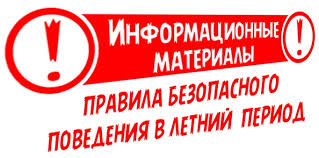 Информационные
материалы
правила безопасного
поведения в летний период